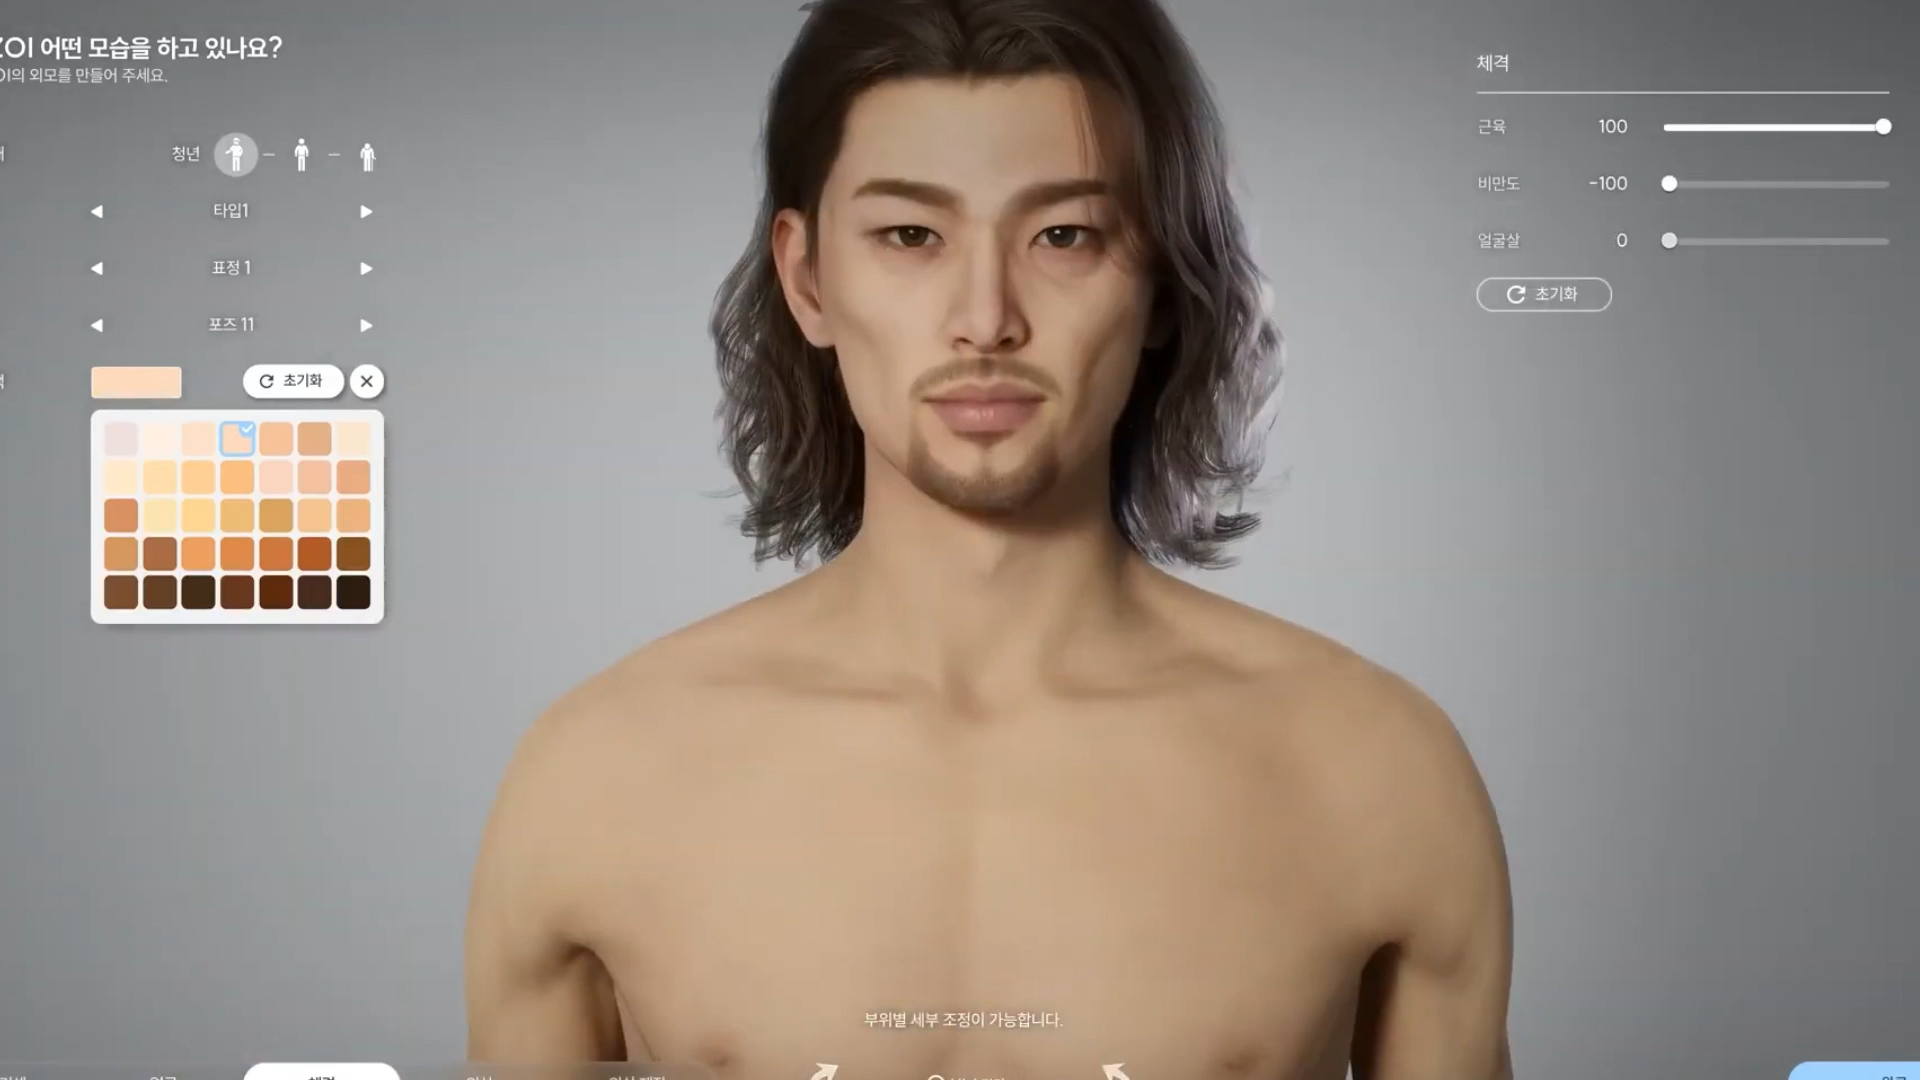 ZOI 어떤 모습을 하고 있나요?
OI의 외모를 만들어 주세요.
청년
타입1
표정 1
포즈 11
초기화
체격
근육 100
비만도 -100
얼굴살 0
초기화
부위별 세부 조정이 가능합니다.
체격